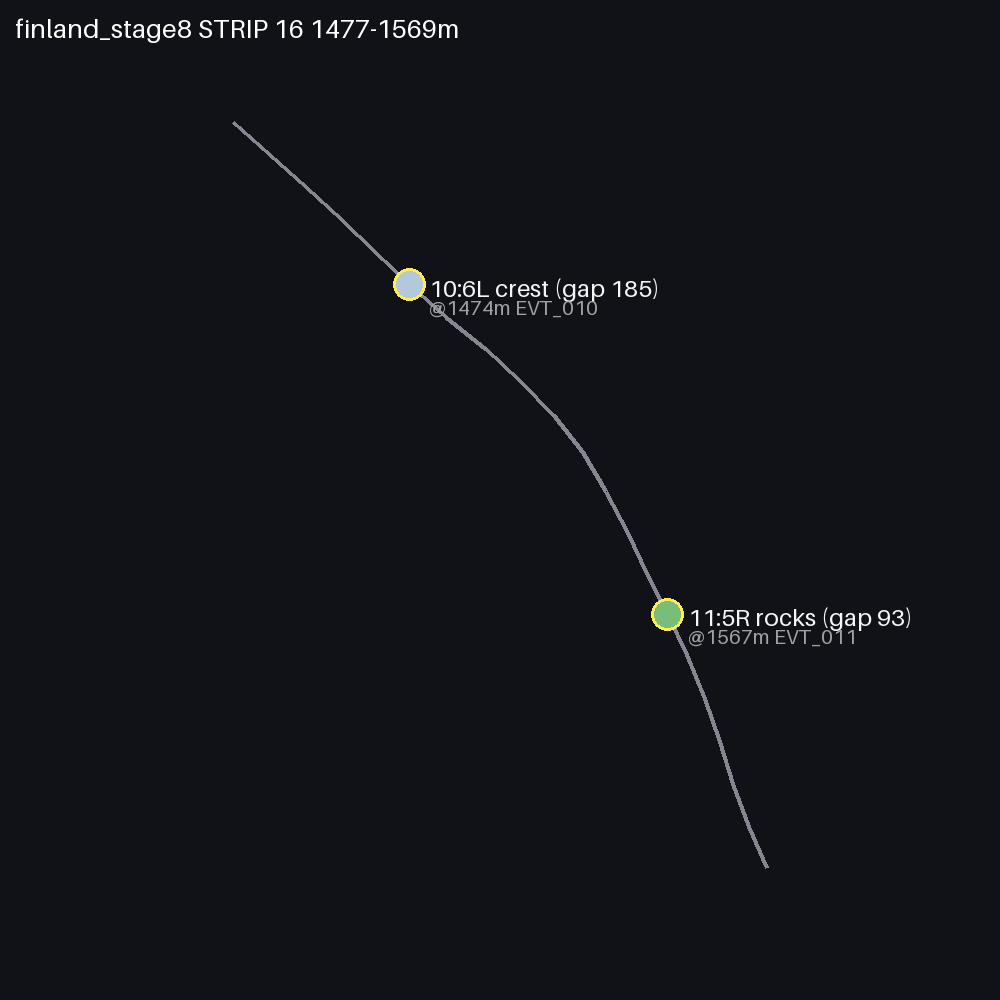 finland_stage8 STRIP 16 1477-1569m
10:6L crest (gap 185)
@1474m EVT_010
11:5R rocks (gap 93)
@1567m EVT_011